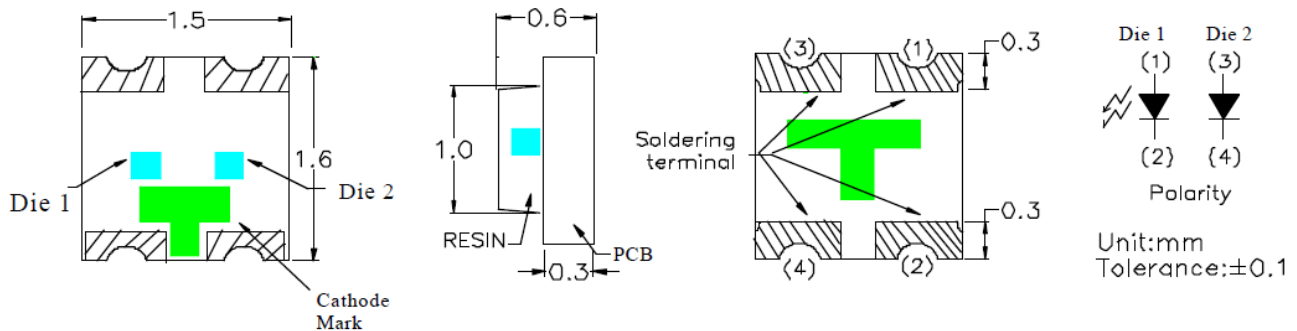 1.5
1.6
Die 1
Die 2
Cathode
Mark
0.6
1.0
RESIN
PCB
0.3
(3)
(1)
0.3
Soldering
terminal
0.3
(4)
(2)
Die 1
Die 2
(1)
(3)
(2)
(4)
Polarity
Unit:mm
Tolerance:±0.1